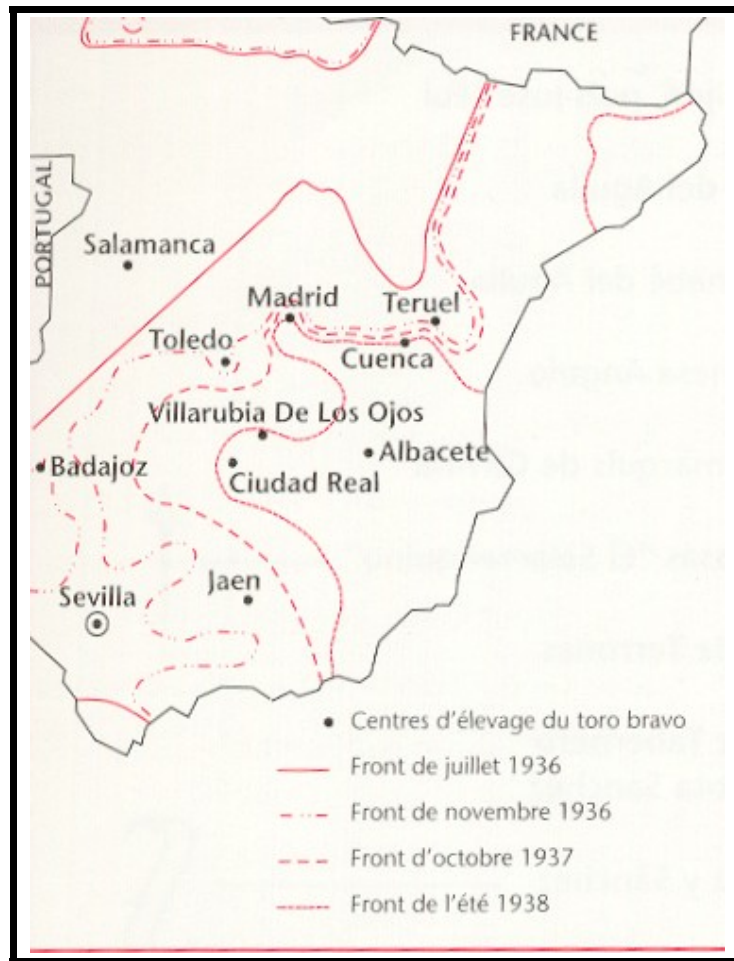 FRANCE
PORTUGAL
Salamanca
Madrid
Teruel
Toledo
Cuenca
Villarubia De Los Ojos
Albacete
Badajoz
Ciudad Real
Jaen
Sevilla
Centres d'élevage du toro bravo
Front de juillet 1936
Front de novembre 1936
Front d'octobre 1937
Front de l'été 1938